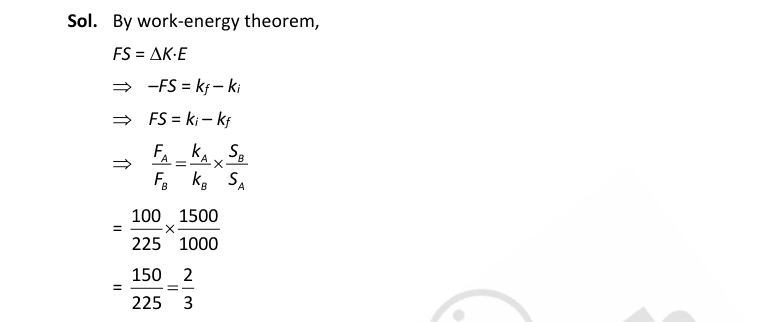 Sol. By work-energy theorem,
FS = ΔK·E
⇒ –FS = k_f – k_i
⇒ FS = k_i – k_f
⇒ F_A/F_B = k_A/k_B × S_B/S_A
= 100/225 × 1500/1000
= 150/225 = 2/3